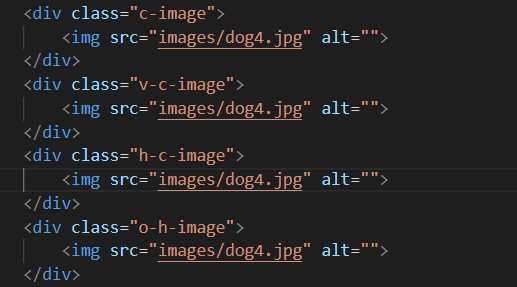 <div class="c-image">
    <img src="images/dog4.jpg" alt="">
</div>
<div class="v-c-image">
    <img src="images/dog4.jpg" alt="">
</div>
<div class="h-c-image">
    <img src="images/dog4.jpg" alt="">
</div>
<div class="o-h-image">
    <img src="images/dog4.jpg" alt="">
</div>